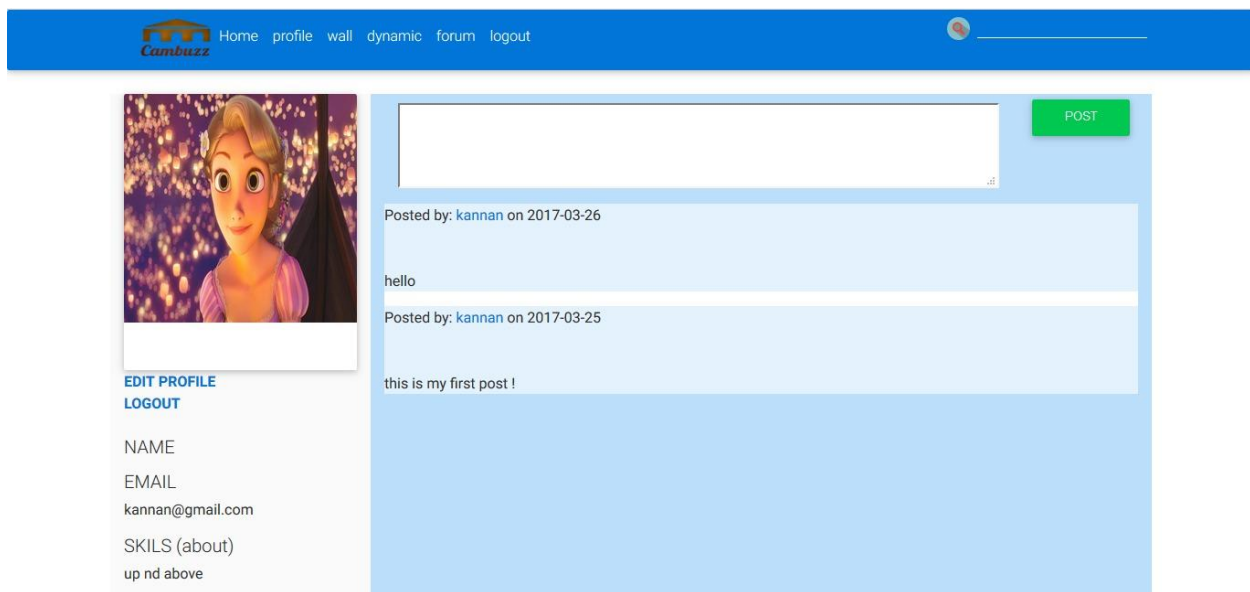 Cambuzz
Home profile wall dynamic forum logout
POST
Posted by: kannan on 2017-03-26
hello
Posted by: kannan on 2017-03-25
this is my first post !
EDIT PROFILE
LOGOUT
NAME
EMAIL
kannan@gmail.com
SKILS (about)
up nd above